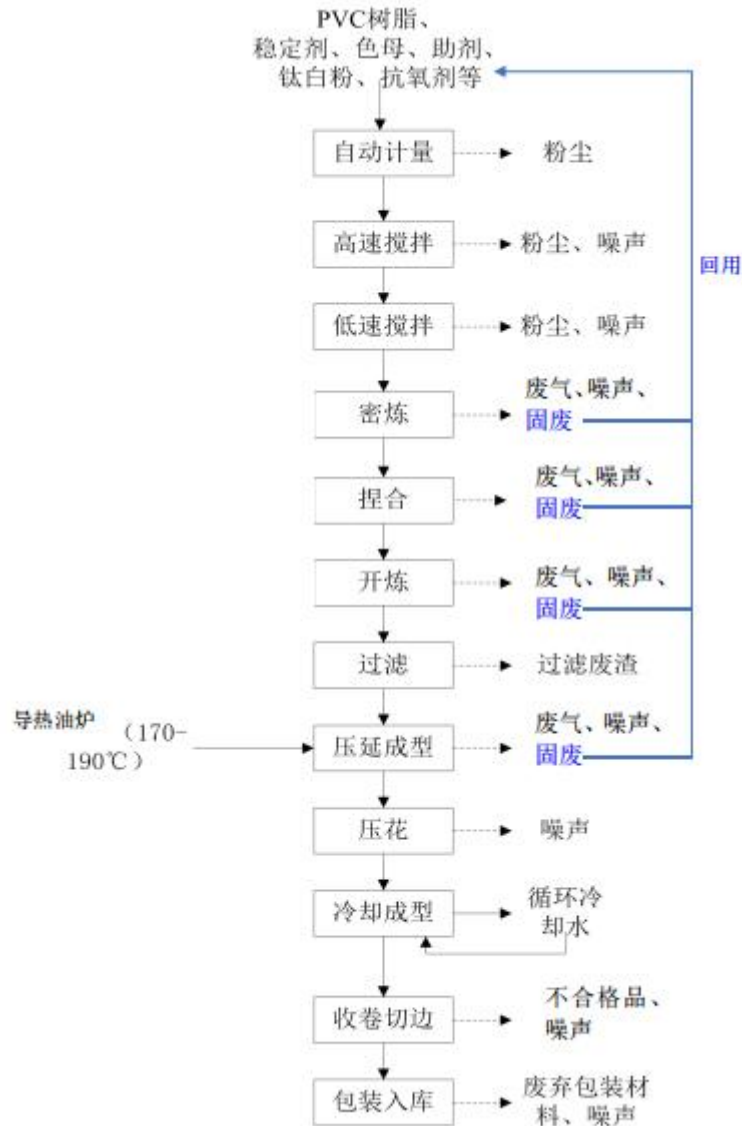 PVC树脂、
稳定剂、色母、助剂、
钛白粉、抗氧剂等
自动计量
粉尘
高速搅拌
粉尘、噪声
回用
低速搅拌
粉尘、噪声
密炼
废气、噪声、
固废
捏合
废气、噪声、
固废
开炼
废气、噪声、
固废
过滤
过滤废渣
导热油炉 （170-
190℃）
压延成型
废气、噪声、
固废
压花
噪声
冷却成型
循环冷
却水
收卷切边
不合格品、
噪声
包装入库
废弃包装材
料、噪声